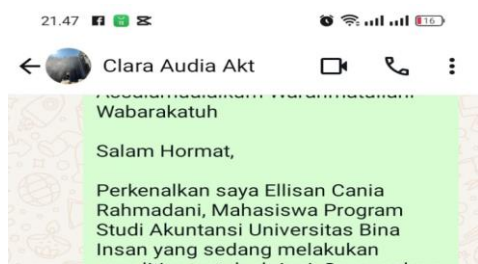 21.47
16
Clara Audia Akt
Wabarakatuh
Salam Hormat,
Perkenalkan saya Ellisan Cania
Rahmadani, Mahasiswa Program
Studi Akuntansi Universitas Bina
Insan yang sedang melakukan